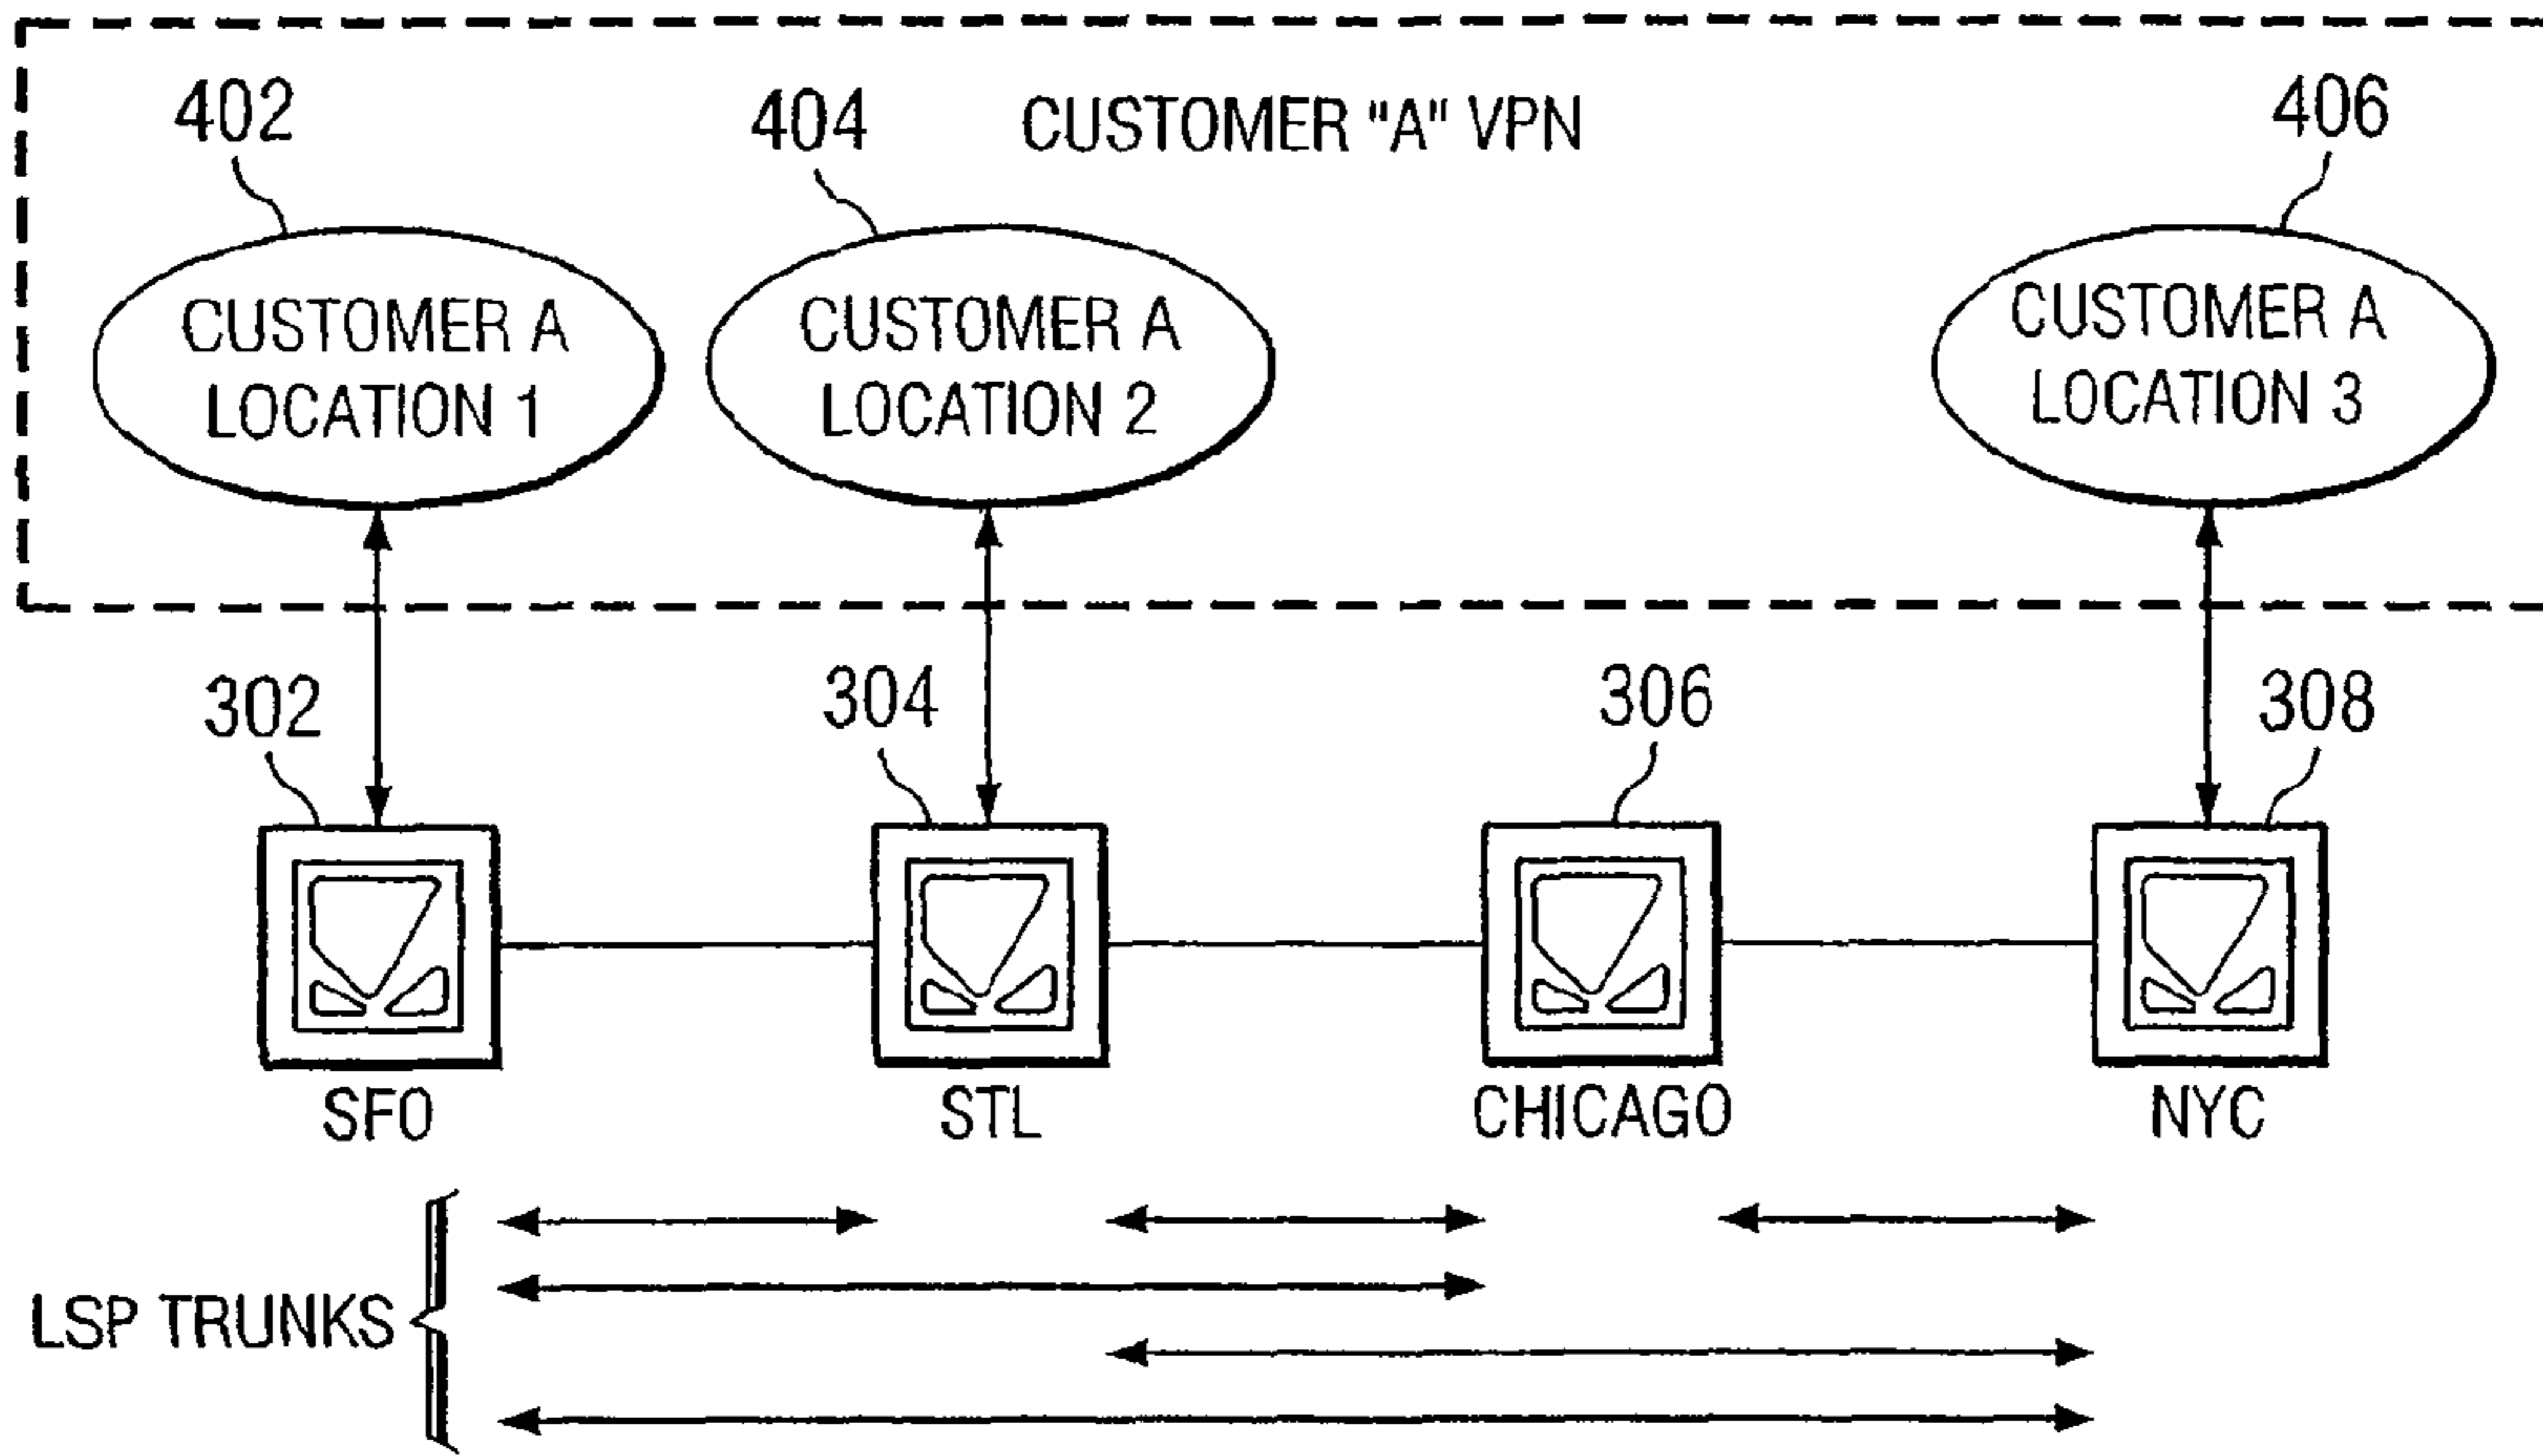 402
404
CUSTOMER "A" VPN
406
CUSTOMER A
LOCATION 1
CUSTOMER A
LOCATION 2
CUSTOMER A
LOCATION 3
302
304
306
308
SFO
STL
CHICAGO
NYC
LSP TRUNKS